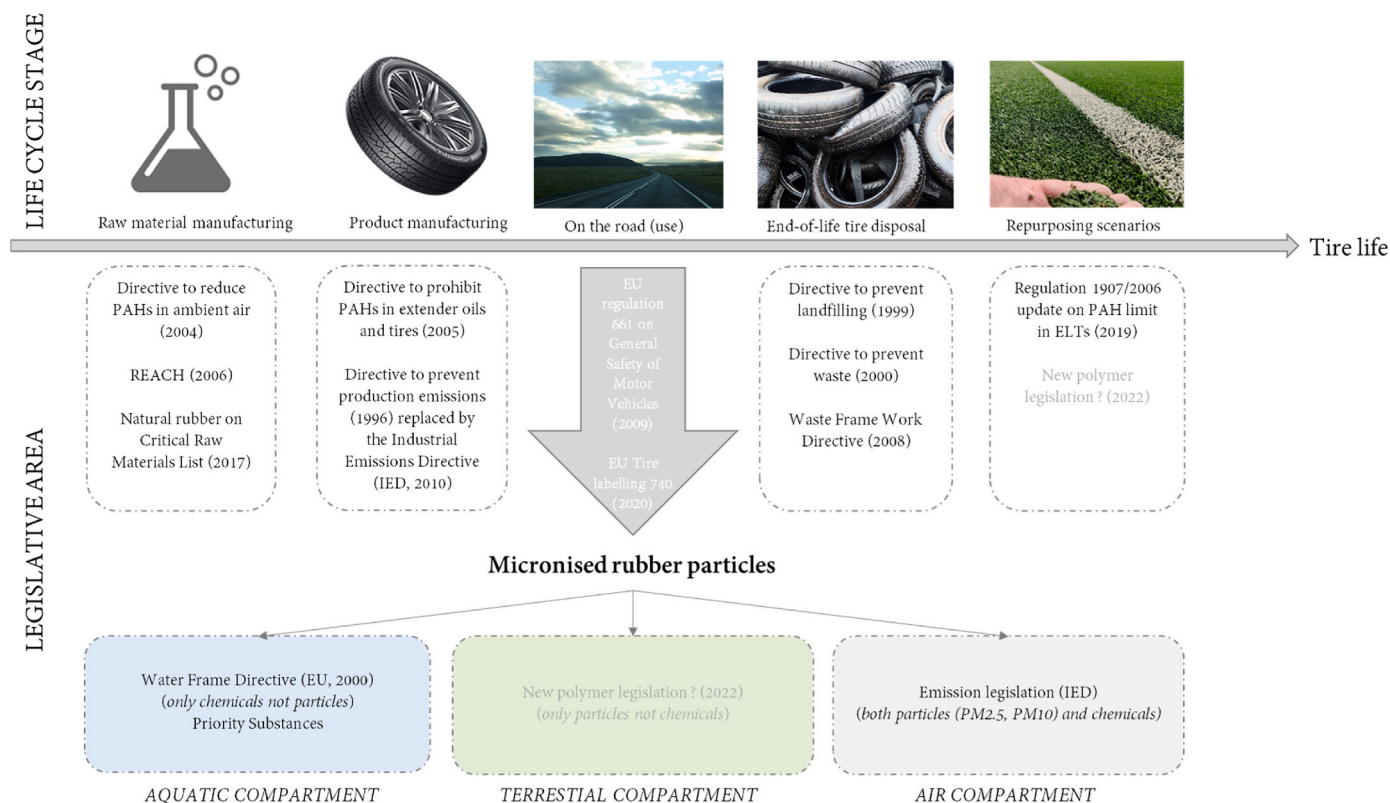 LIFE CYCLE STAGE
Raw material manufacturing
Product manufacturing
On the road (use)
End-of-life tire disposal
Repurposing scenarios
Tire life
LEGISLATIVE AREA
Directive to reduce
PAHs in ambient air
(2004)
REACH (2006)
Natural rubber on
Critical Raw
Materials List (2017)
Directive to prohibit
PAHs in extender oils
and tires (2005)
Directive to prevent
production emissions
(1996) replaced by
the Industrial
Emissions Directive
(IED, 2010)
EU
regulation
661 on
General
Safety of
Motor
Vehicles
(2009)
EU Tire
labelling 740
(2020)
Directive to prevent
landfilling (1999)
Directive to prevent
waste (2000)
Waste Frame Work
Directive (2008)
Regulation 1907/2006
update on PAH limit
in ELTs (2019)
New polymer
legislation? (2022)
Micronised rubber particles
Water Frame Directive (EU, 2000)
(only chemicals not particles)
Priority Substances
New polymer legislation? (2022)
(only particles not chemicals)
Emission legislation (IED)
(both particles (PM2.5, PM10) and chemicals)
AQUATIC COMPARTMENT
TERRESTIAL COMPARTMENT
AIR COMPARTMENT